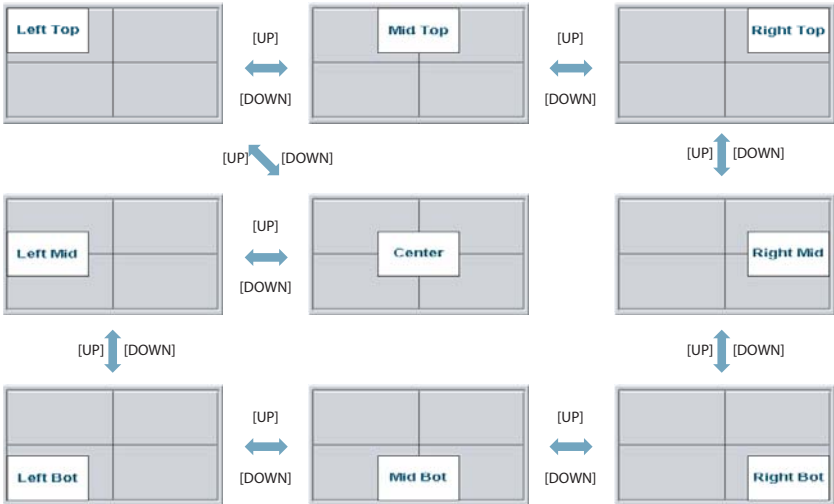 Left Top
[UP]
[DOWN]
Mid Top
[UP]
[DOWN]
Right Top
[UP] [DOWN]
[UP] [DOWN]
Left Mid
[UP]
[DOWN]
Center
Right Mid
[UP] [DOWN]
[UP] [DOWN]
Left Bot
[UP]
[DOWN]
Mid Bot
[UP]
[DOWN]
Right Bot